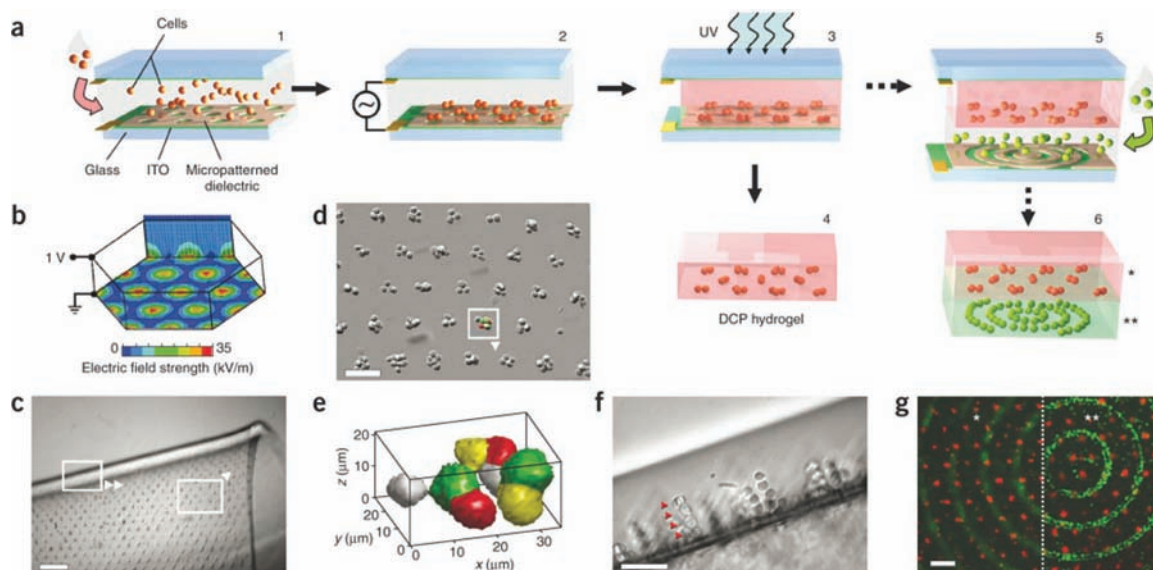 a
Cells
1
2
UV
3
5
Glass
ITO
Micropatterned
dielectric
4
DCP hydrogel
6
*
**
b
1 V
0
35
Electric field strength (kV/m)
d
c
e
20
10
0
z (µm)
20
10
0
y (µm)
0
10
20
30
x (µm)
f
g
*
**